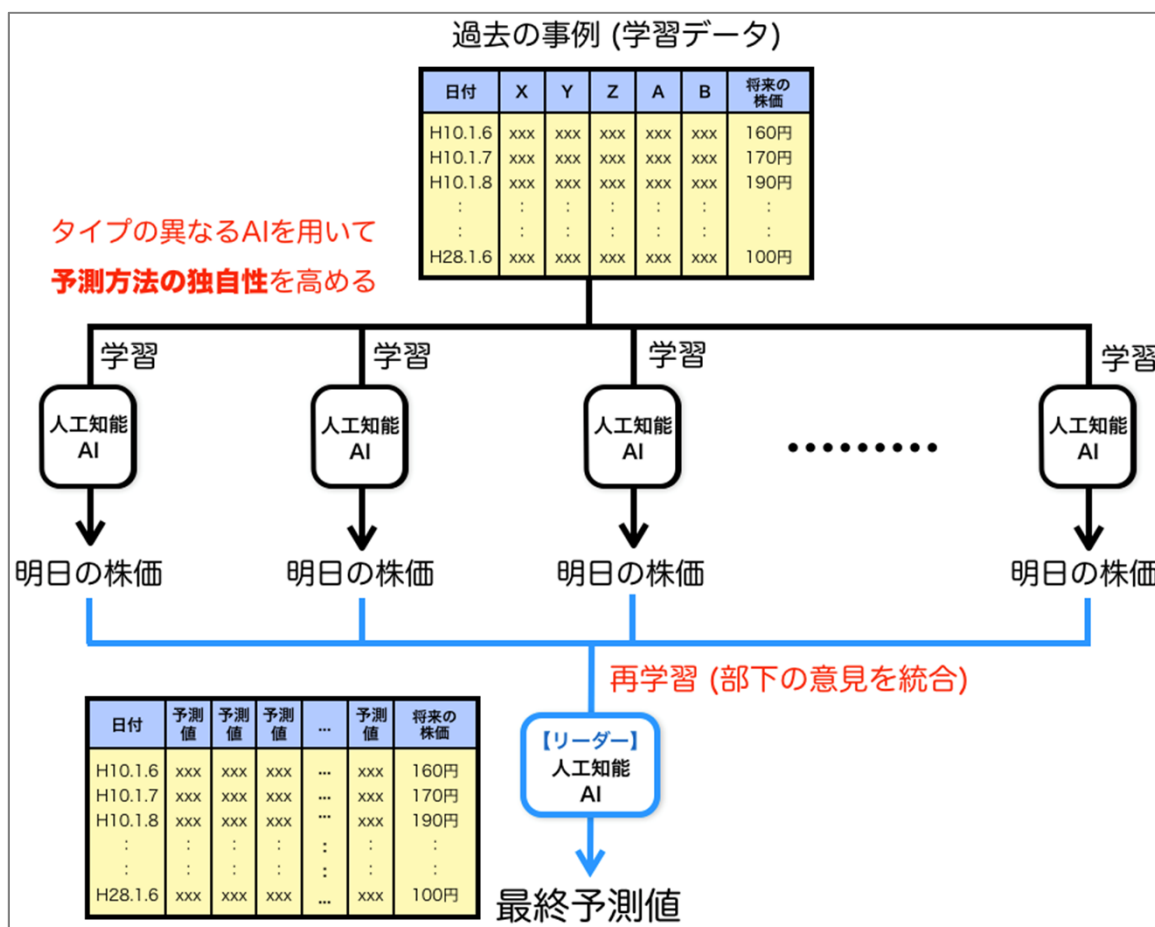 過去の事例 (学習データ)
日付 X Y Z A B 将来の株価
H10.1.6 xxx xxx xxx xxx xxx 160円
H10.1.7 xxx xxx xxx xxx xxx 170円
H10.1.8 xxx xxx xxx xxx xxx 190円
: : : : : : :
: : : : : : :
H28.1.6 xxx xxx xxx xxx xxx 100円
タイプの異なるAIを用いて
予測方法の独自性を高める
学習 学習 学習 学習
人工知能 人工知能 人工知能 人工知能
AI AI AI ......... AI
明日の株価 明日の株価 明日の株価 明日の株価
再学習 (部下の意見を統合)
【リーダー】
人工知能
AI
最終予測値
日付 予測値 予測値 予測値 ... 予測値 将来の株価
H10.1.6 xxx xxx xxx ... xxx 160円
H10.1.7 xxx xxx xxx ... xxx 170円
H10.1.8 xxx xxx xxx ... xxx 190円
: : : : : : :
: : : : : : :
H28.1.6 xxx xxx xxx ... xxx 100円